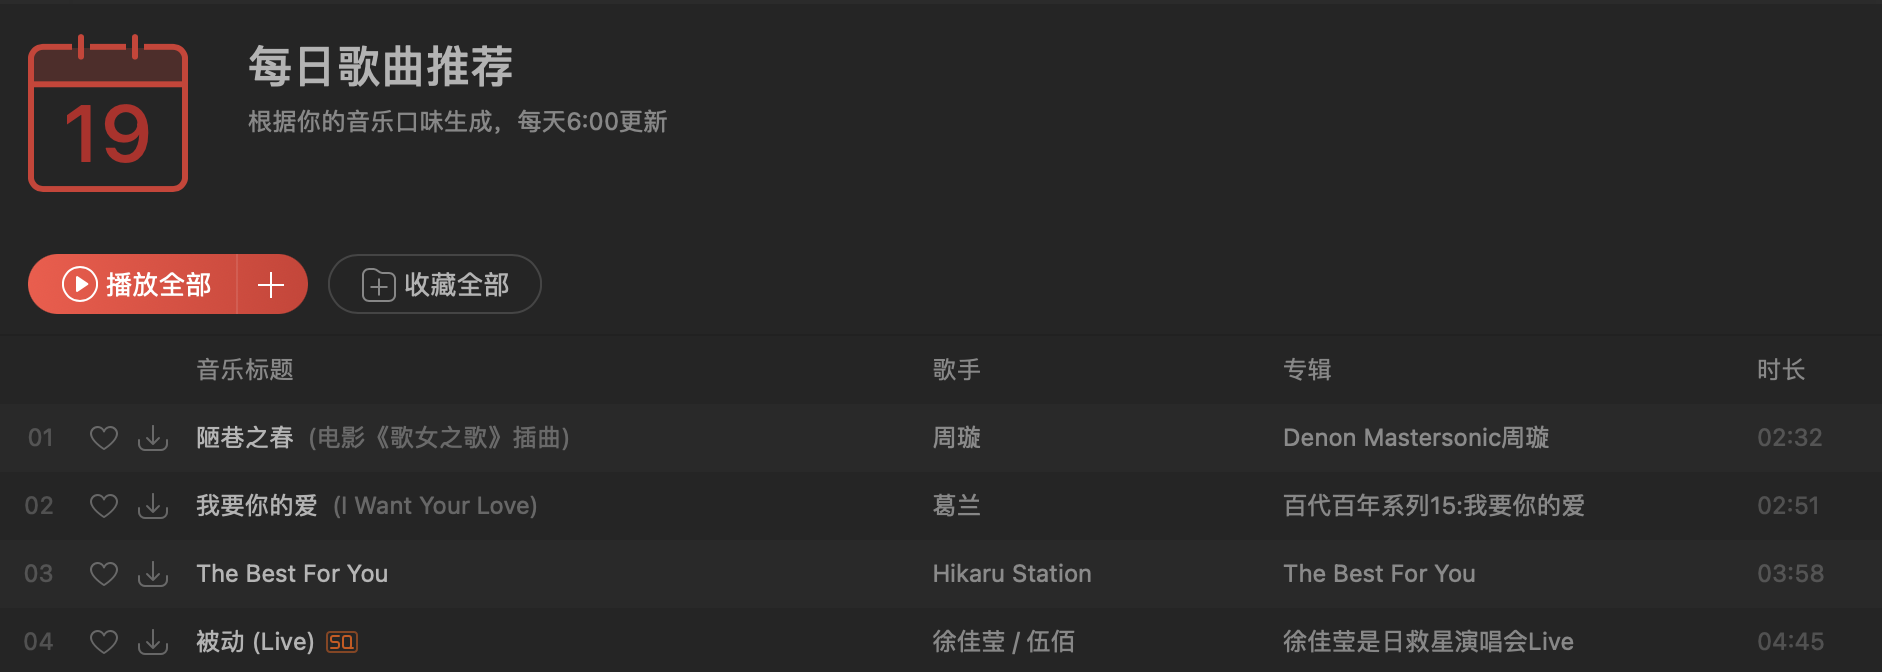 19
每日歌曲推荐
根据你的音乐口味生成，每天6:00更新
播放全部
收藏全部
音乐标题 歌手 专辑 时长
01 陋巷之春 (电影《歌女之歌》插曲) 周璇 Denon Mastersonic周璇 02:32
02 我要你的爱 (I Want Your Love) 葛兰 百代百年系列15:我要你的爱 02:51
03 The Best For You Hikaru Station The Best For You 03:58
04 被动 (Live) SQ 徐佳莹 / 伍佰 徐佳莹是日救星演唱会Live 04:45